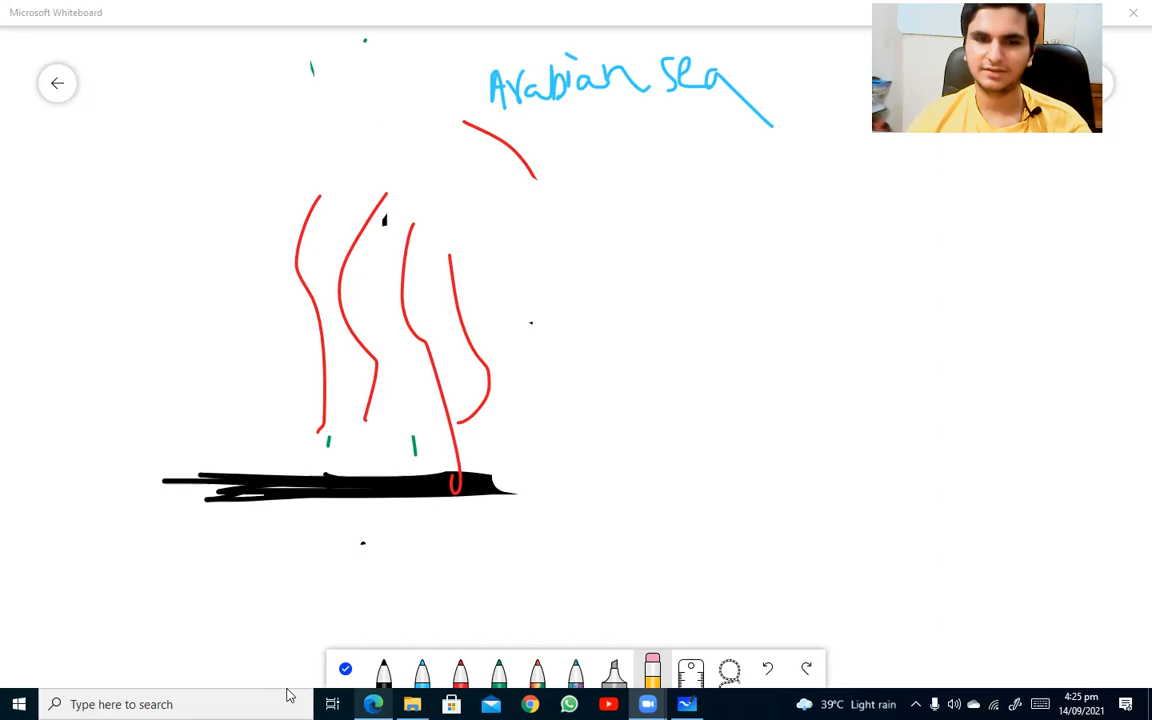 Microsoft Whiteboard
Arabian sea
Type here to search
39°C Light rain
4:25 pm
14/09/2021